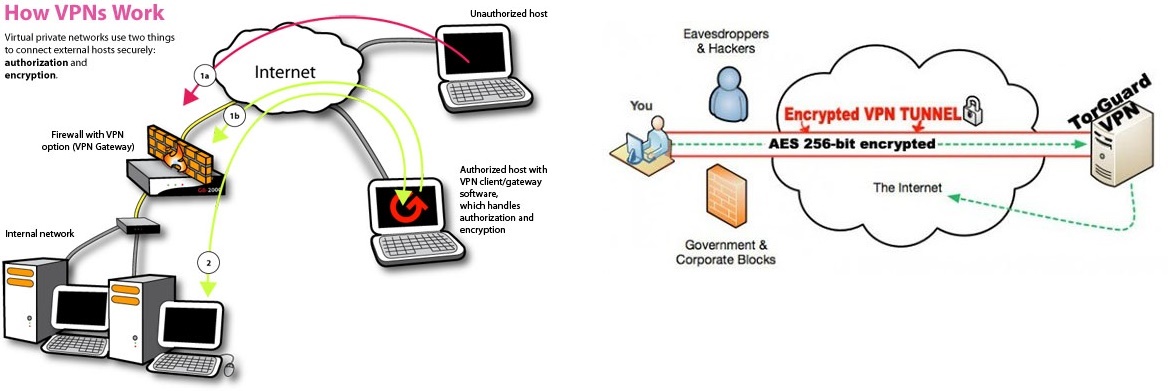 How VPNs Work
Virtual private networks use two things
to connect external hosts securely:
authorization and
encryption.
Unauthorized host
Internet
1a
1b
Firewall with VPN
option (VPN Gateway)
GB-2000
Authorized host with
VPN client/gateway
software,
which handles
authorization and
encryption
Internal network
2
Eavesdroppers
& Hackers
You
Encrypted VPN TUNNEL
AES 256-bit encrypted
TorGuard
VPN
The Internet
Government &
Corporate Blocks